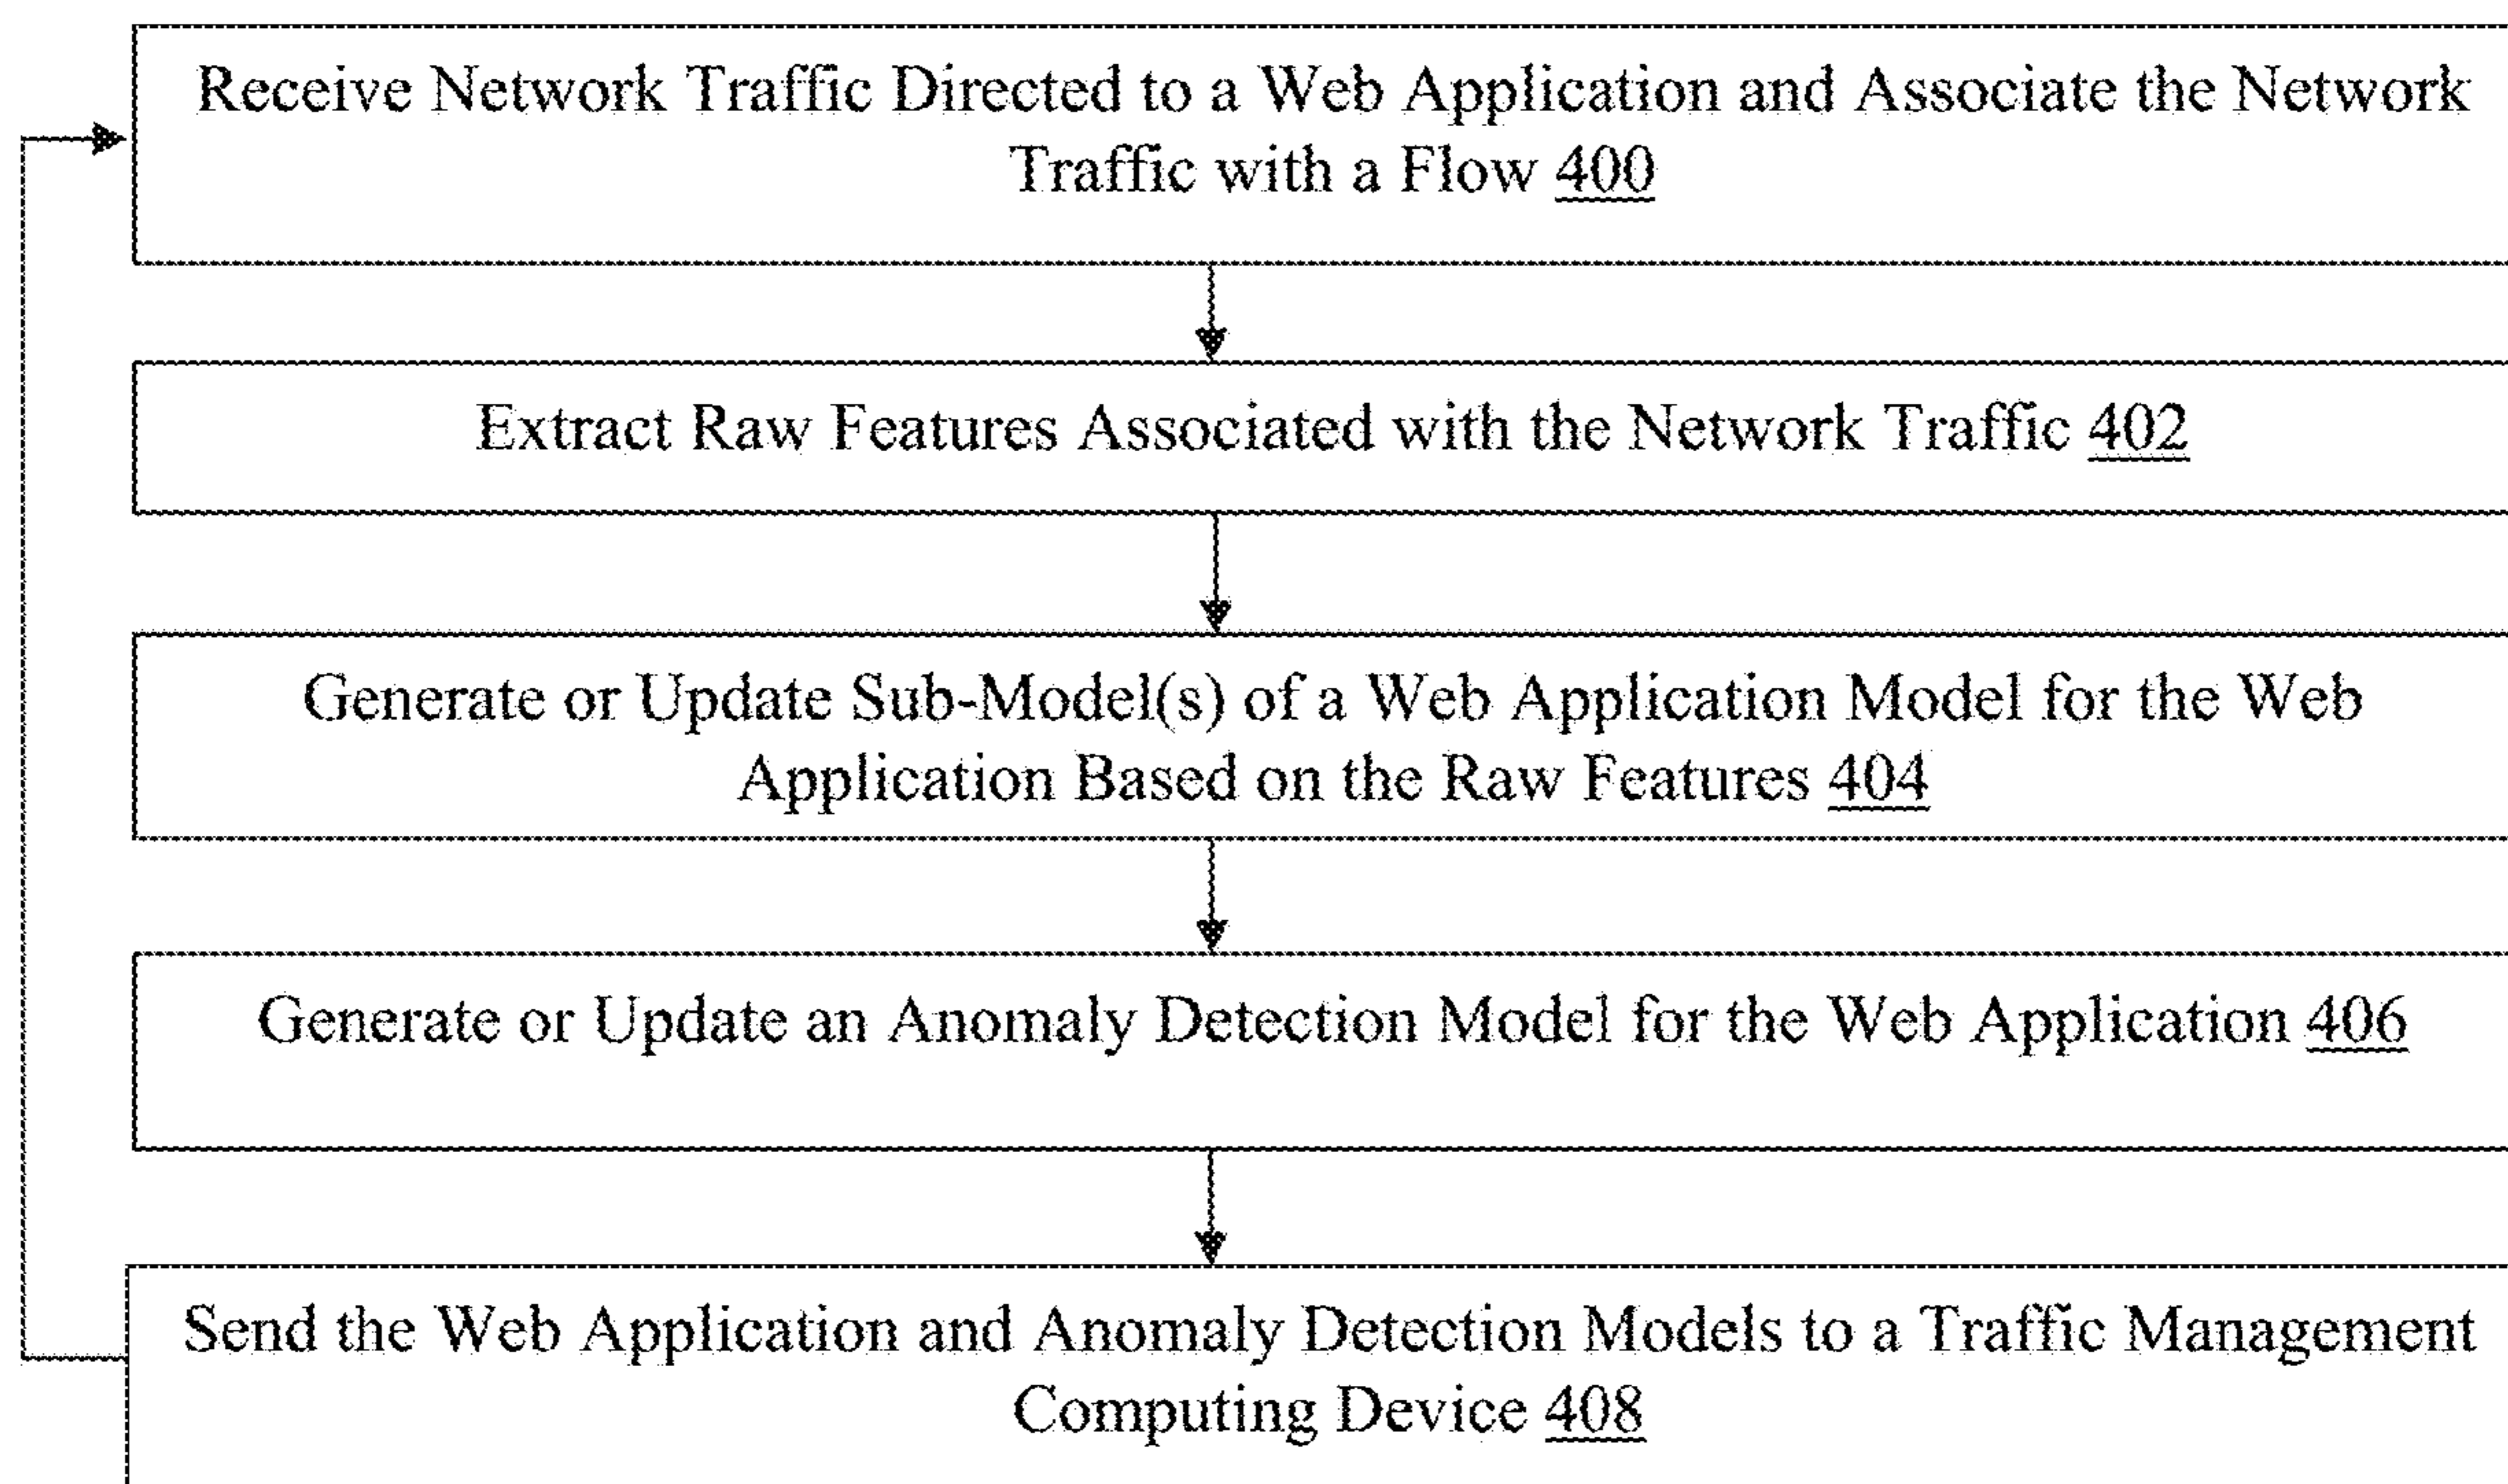 Receive Network Traffic Directed to a Web Application and Associate the Network
Traffic with a Flow 400
Extract Raw Features Associated with the Network Traffic 402
Generate or Update Sub-Model(s) of a Web Application Model for the Web
Application Based on the Raw Features 404
Generate or Update an Anomaly Detection Model for the Web Application 406
Send the Web Application and Anomaly Detection Models to a Traffic Management
Computing Device 408